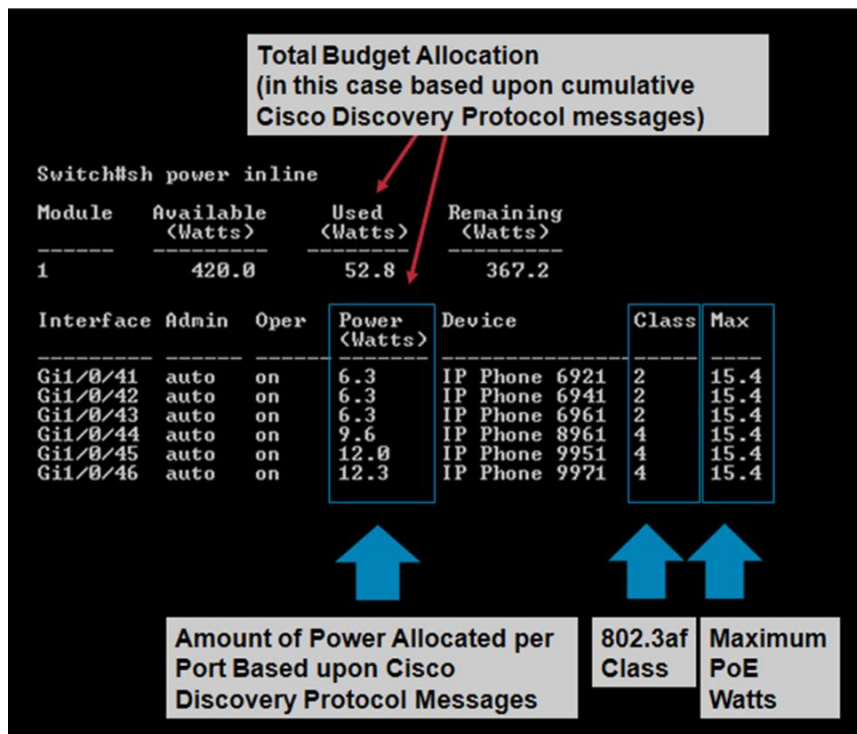 Total Budget Allocation
(in this case based upon cumulative
Cisco Discovery Protocol messages)
Switch#sh power inline
Module Available Used Remaining
(Watts) (Watts) (Watts)
1 420.0 52.8 367.2
Interface Admin Oper Power Device Class Max
(Watts)
Gi1/0/41 auto on 6.3 IP Phone 6921 2 15.4
Gi1/0/42 auto on 6.3 IP Phone 6941 2 15.4
Gi1/0/43 auto on 6.3 IP Phone 6961 2 15.4
Gi1/0/44 auto on 9.6 IP Phone 8961 4 15.4
Gi1/0/45 auto on 12.0 IP Phone 9951 4 15.4
Gi1/0/46 auto on 12.3 IP Phone 9971 4 15.4
Amount of Power Allocated per
Port Based upon Cisco
Discovery Protocol Messages
802.3af
Class
Maximum
PoE
Watts